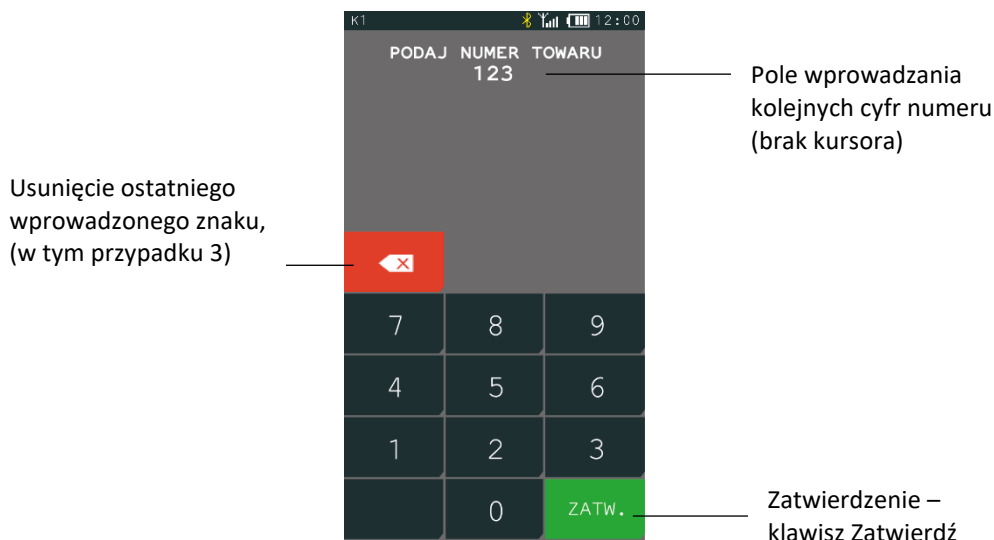 K1 12:00
PODAJ NUMER TOWARU
123
Pole wprowadzania
kolejnych cyfr numeru
(brak kursora)
Usunięcie ostatniego
wprowadzonego znaku,
(w tym przypadku 3)
7 8 9
4 5 6
1 2 3
0 ZATW.
Zatwierdzenie –
klawisz Zatwierdź